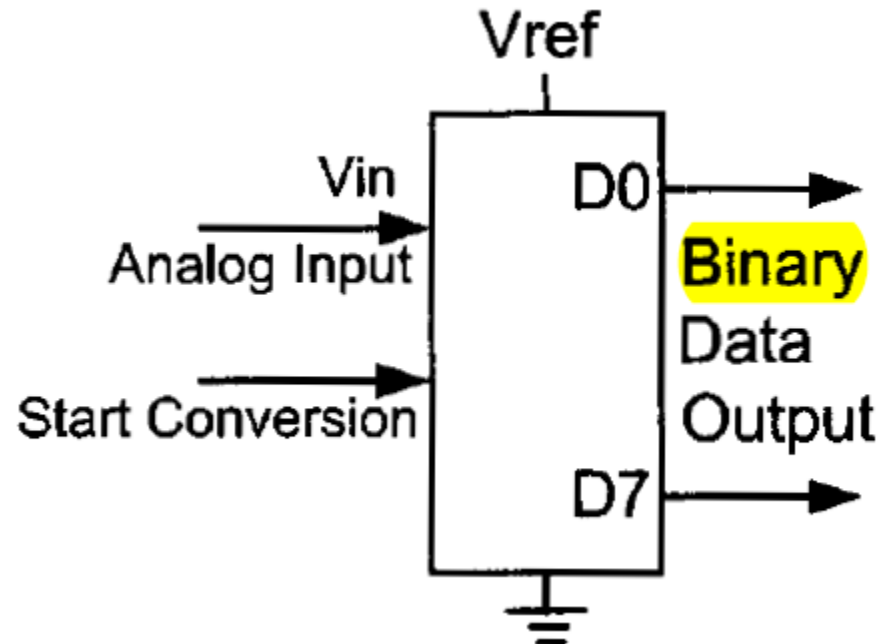 Vref
Vin
D0
Analog Input
Binary
Data
Start Conversion
Output
D7